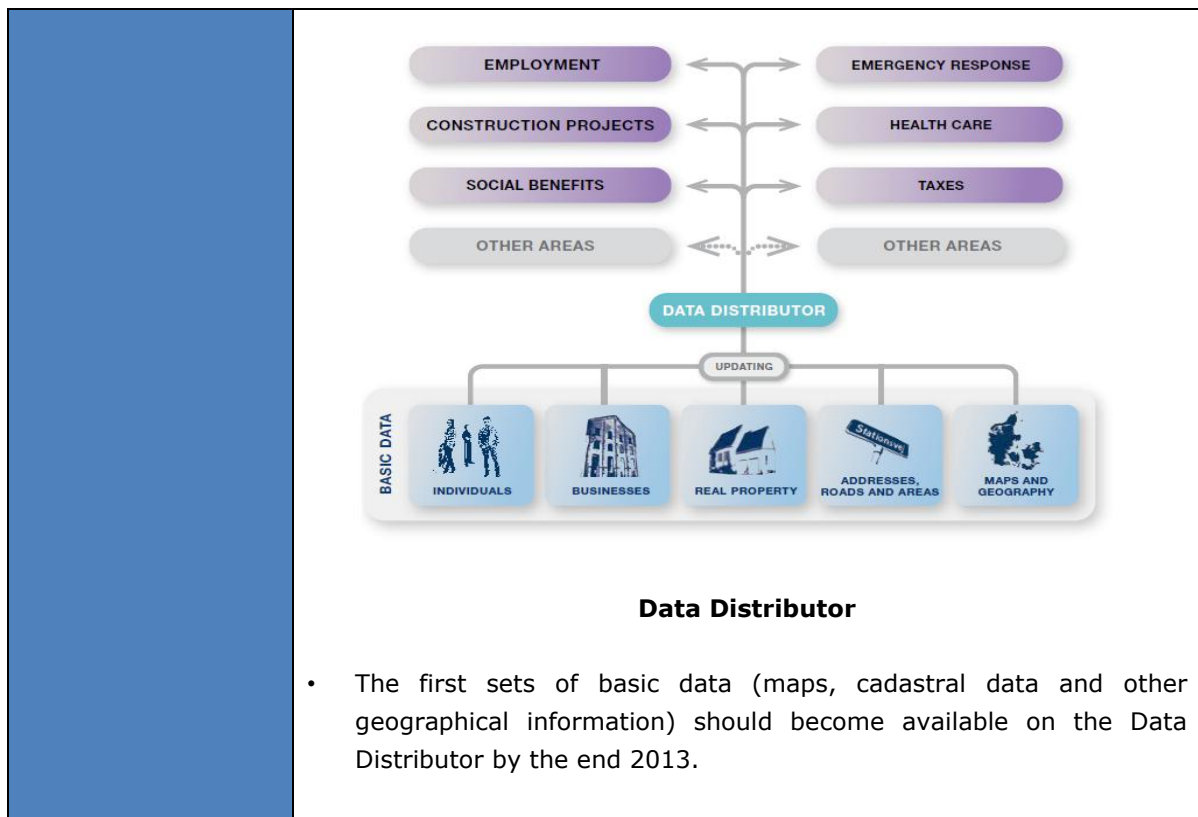 EMPLOYMENT
EMERGENCY RESPONSE
CONSTRUCTION PROJECTS
HEALTH CARE
SOCIAL BENEFITS
TAXES
OTHER AREAS
OTHER AREAS
DATA DISTRIBUTOR
UPDATING
BASIC DATA
Stationsvej
INDIVIDUALS
BUSINESSES
REAL PROPERTY
ADDRESSES,
ROADS AND AREAS
MAPS AND
GEOGRAPHY
Data Distributor
• The first sets of basic data (maps, cadastral data and other
geographical information) should become available on the Data
Distributor by the end 2013.